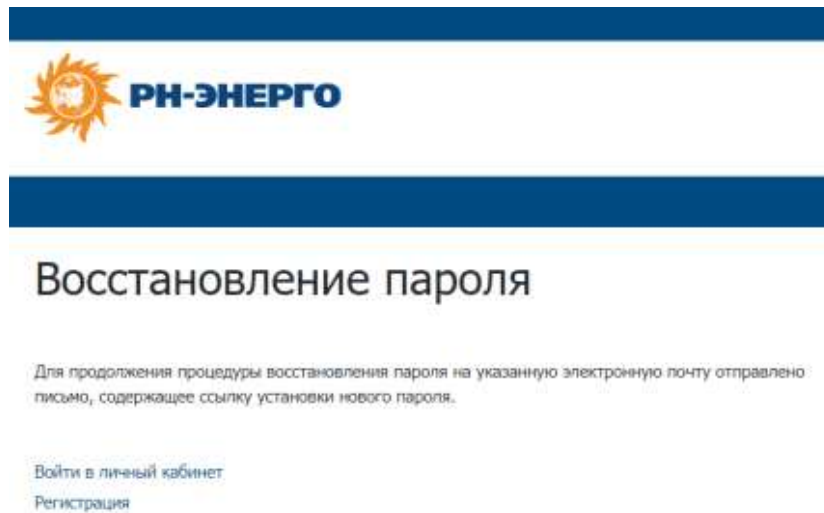 РН-ЭНЕРГО
Восстановление пароля
Для продолжения процедуры восстановления пароля на указанную электронную почту отправлено
письмо, содержащее ссылку установки нового пароля.
Войти в личный кабинет
Регистрация